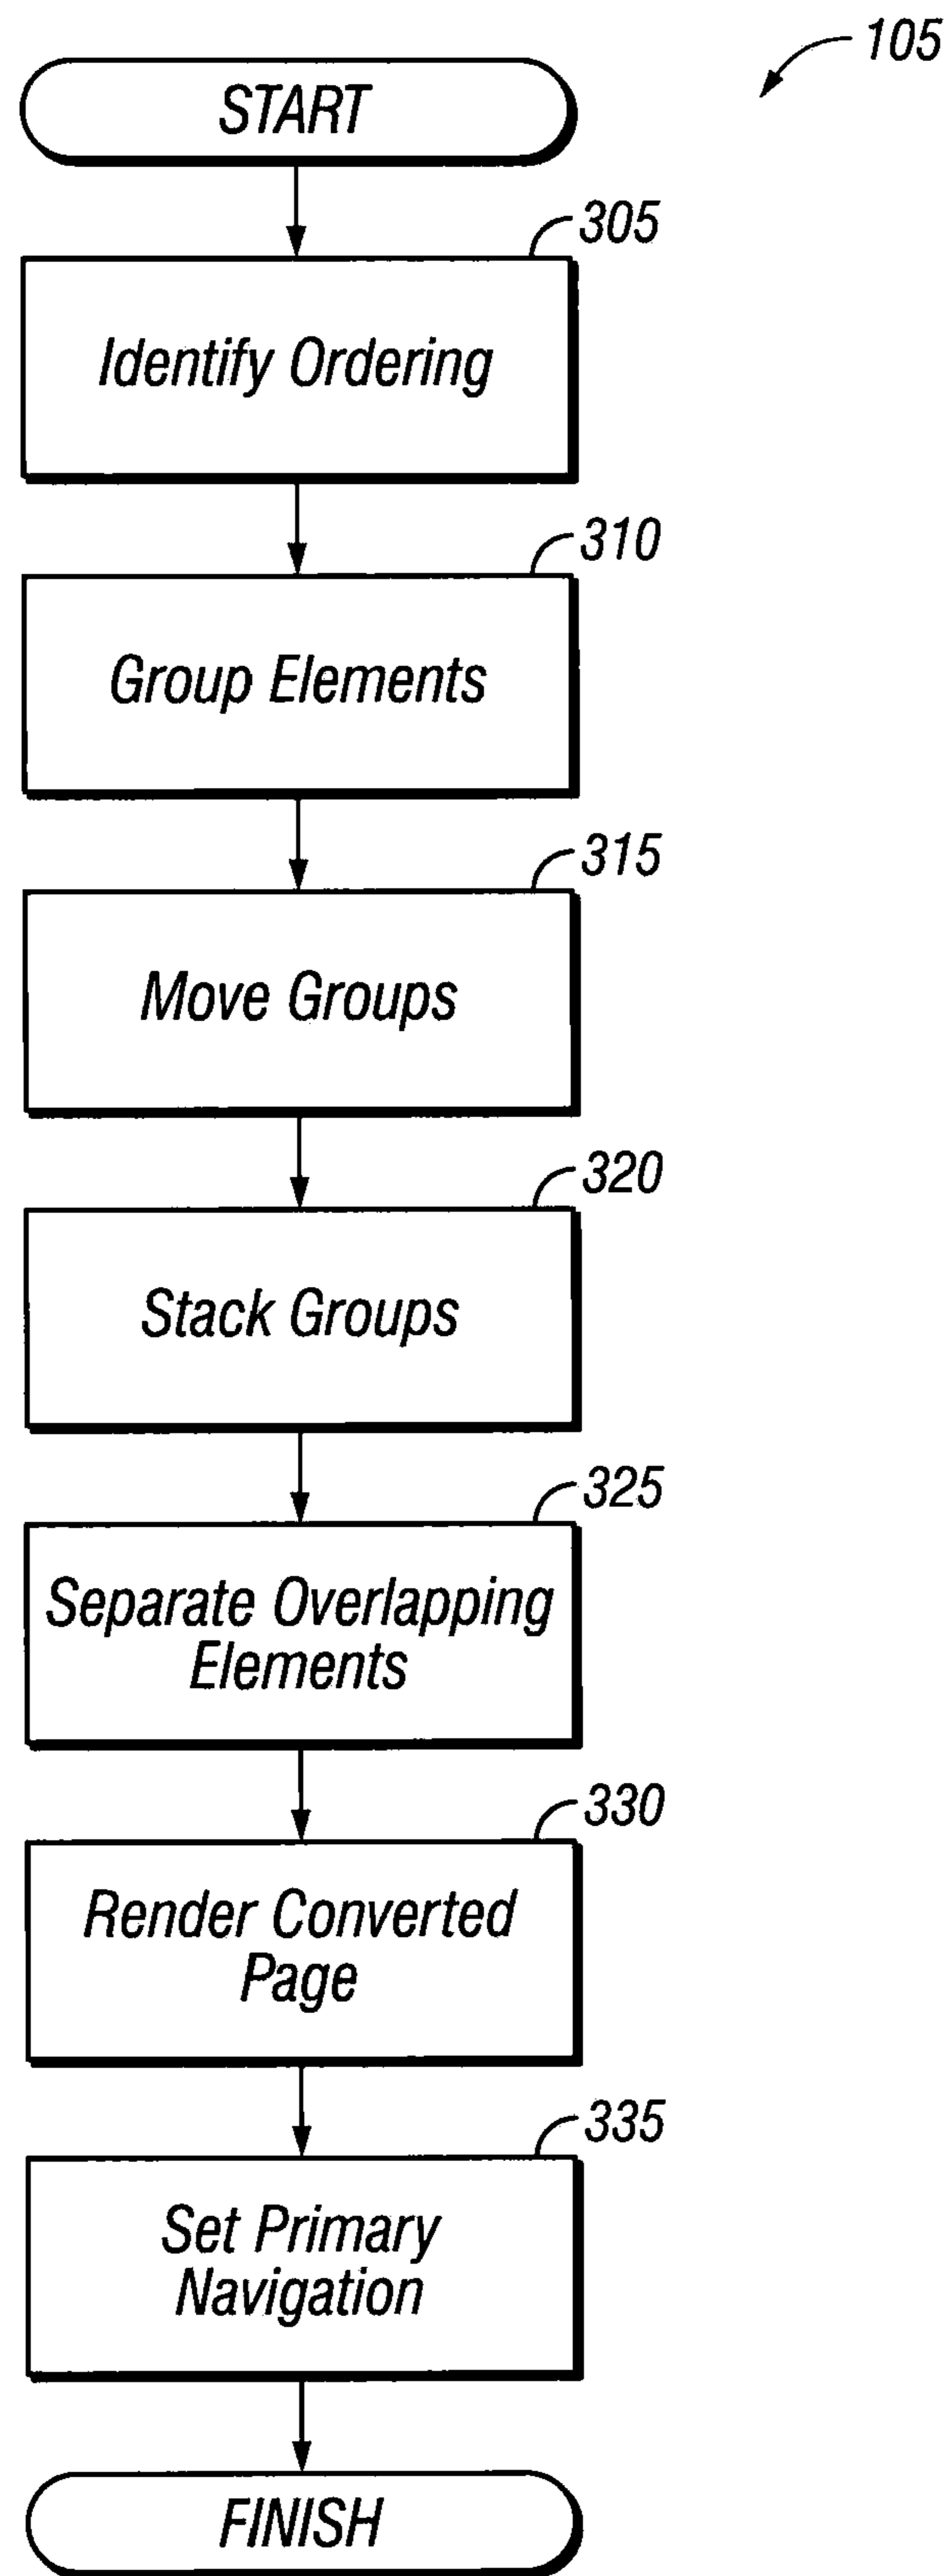 105
START
305
Identify Ordering
310
Group Elements
315
Move Groups
320
Stack Groups
325
Separate Overlapping
Elements
330
Render Converted
Page
335
Set Primary
Navigation
FINISH